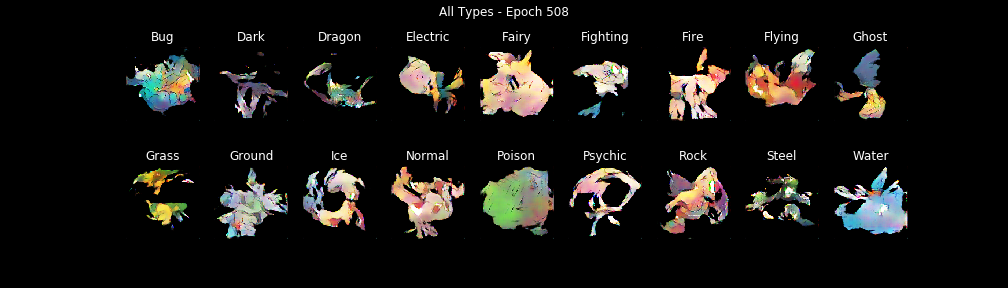 All Types - Epoch 508
Bug Dark Dragon Electric Fairy Fighting Fire Flying Ghost
Grass Ground Ice Normal Poison Psychic Rock Steel Water